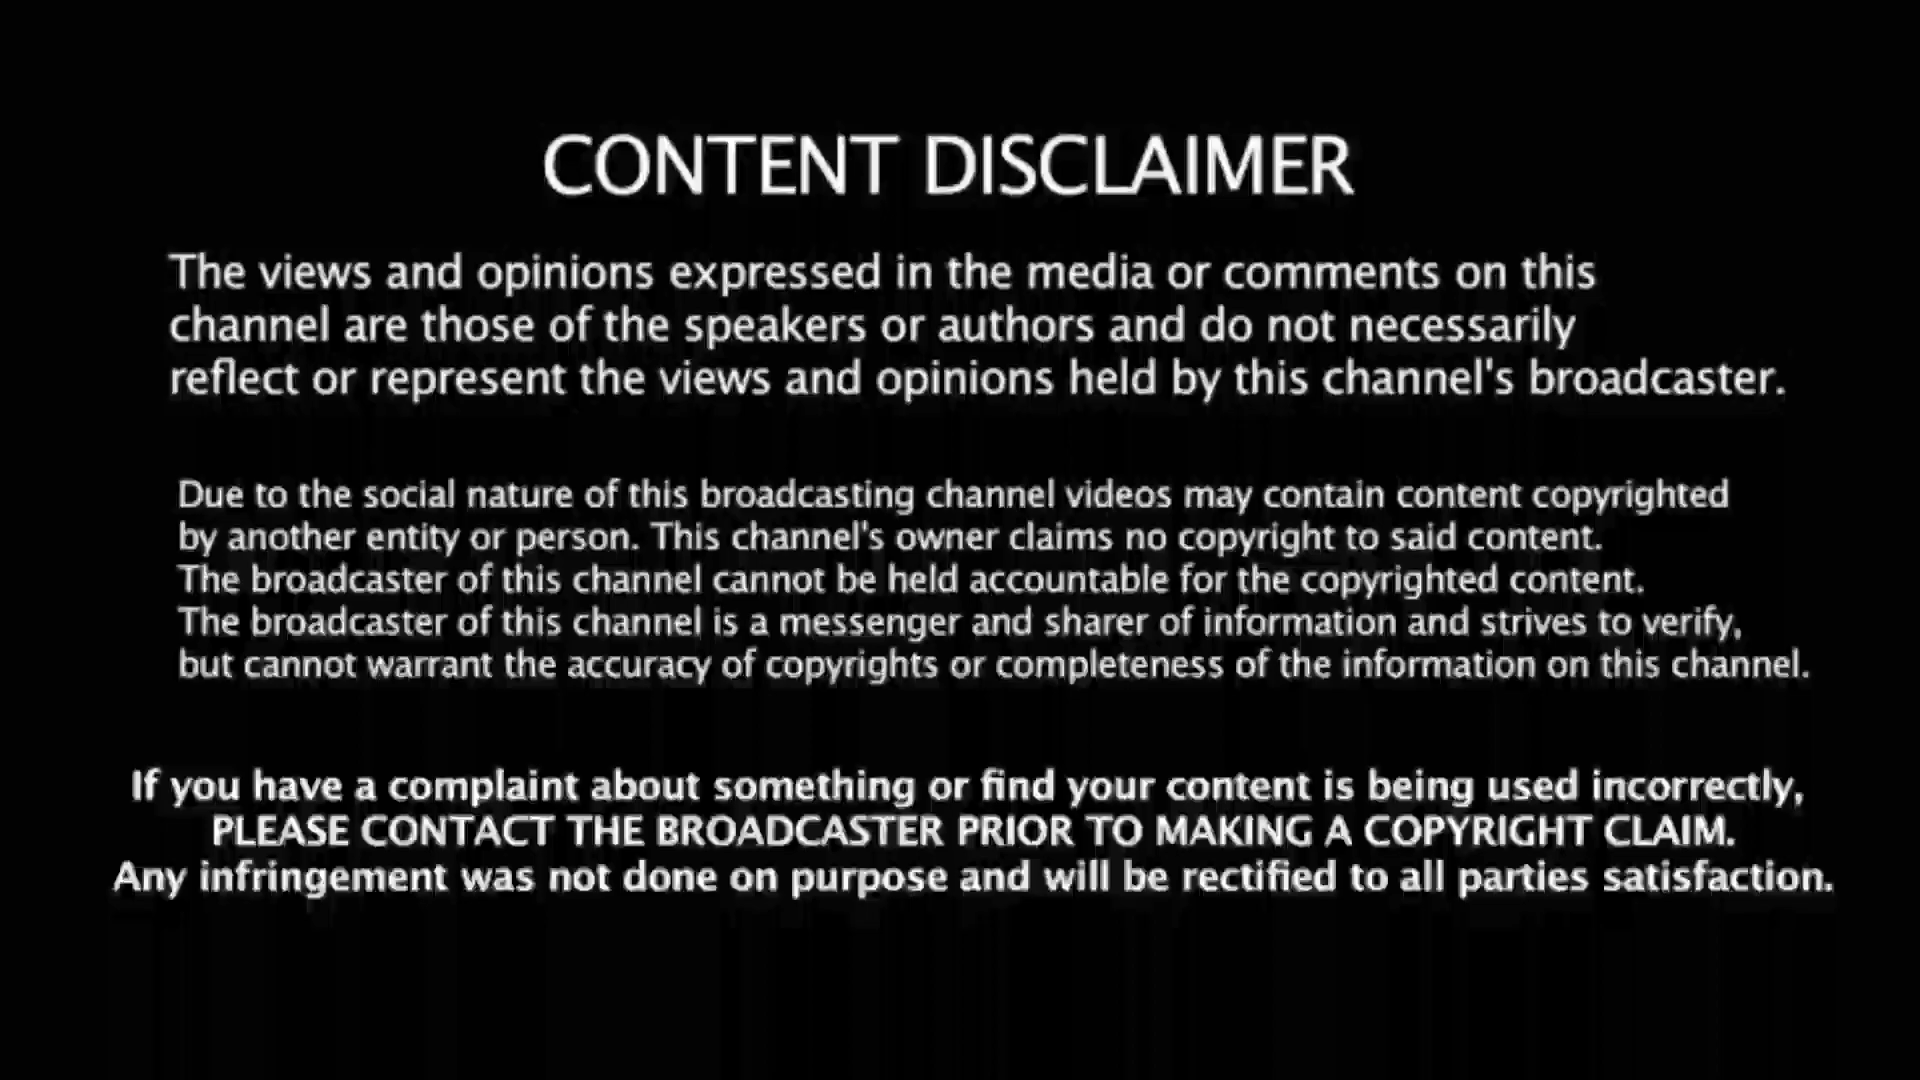 CONTENT DISCLAIMER
The views and opinions expressed in the media or comments on this
channel are those of the speakers or authors and do not necessarily
reflect or represent the views and opinions held by this channel's broadcaster.
Due to the social nature of this broadcasting channel videos may contain content copyrighted
by another entity or person. This channel's owner claims no copyright to said content.
The broadcaster of this channel cannot be held accountable for the copyrighted content.
The broadcaster of this channel is a messenger and sharer of information and strives to verify,
but cannot warrant the accuracy of copyrights or completeness of the information on this channel.
If you have a complaint about something or find your content is being used incorrectly,
PLEASE CONTACT THE BROADCASTER PRIOR TO MAKING A COPYRIGHT CLAIM.
Any infringement was not done on purpose and will be rectified to all parties satisfaction.